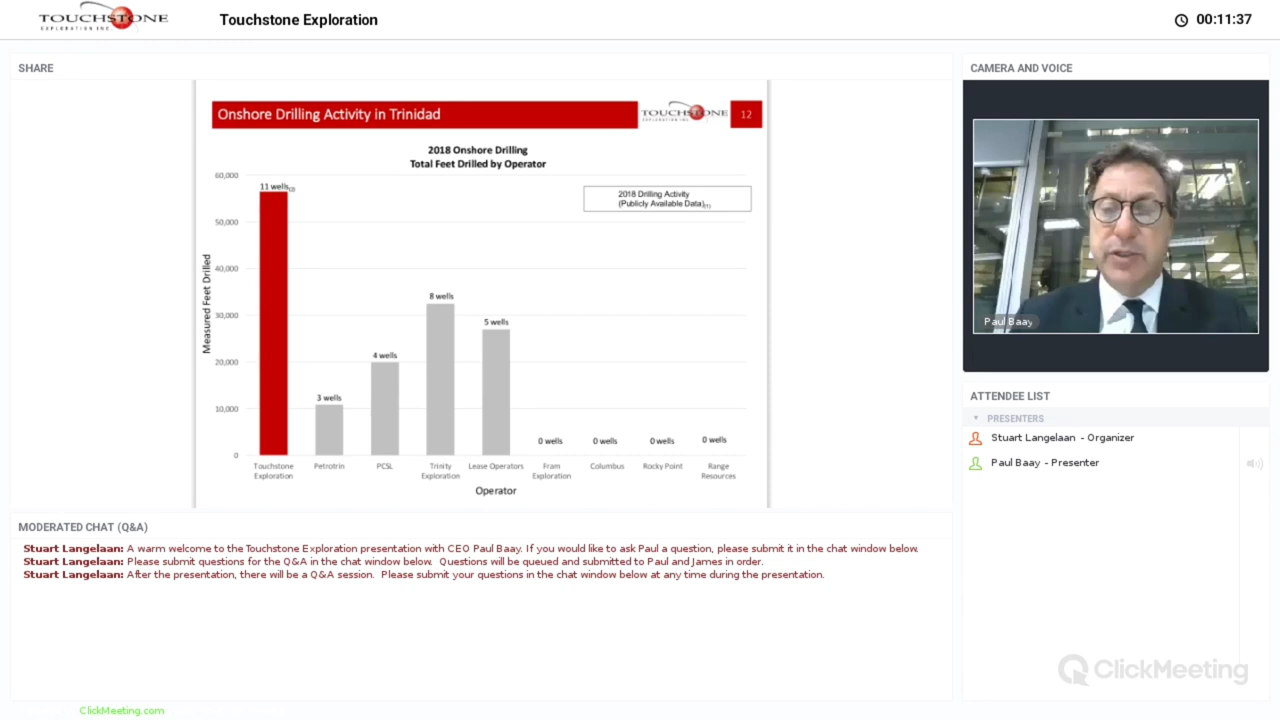 TOUCHSTONE
EXPLORATION INC.
Touchstone Exploration
00:11:37
SHARE
Onshore Drilling Activity in Trinidad
TOUCHSTONE
EXPLORATION INC.
12
2018 Onshore Drilling
Total Feet Drilled by Operator
2018 Drilling Activity
(Publicly Available Data)(1)
Measured Feet Drilled
60,000
50,000
40,000
30,000
20,000
10,000
0
11 wells(2)
3 wells
4 wells
8 wells
5 wells
0 wells
0 wells
0 wells
0 wells
Touchstone Exploration
Petrotrin
PCSL
Trinity Exploration
Lease Operators
Fram Exploration
Columbus
Rocky Point
Range Resources
Operator
CAMERA AND VOICE
Paul Baay
ATTENDEE LIST
PRESENTERS
Stuart Langelaan - Organizer
Paul Baay - Presenter
MODERATED CHAT (Q&A)
Stuart Langelaan: A warm welcome to the Touchstone Exploration presentation with CEO Paul Baay. If you would like to ask Paul a question, please submit it in the chat window below.
Stuart Langelaan: Please submit questions for the Q&A in the chat window below. Questions will be queued and submitted to Paul and James in order.
Stuart Langelaan: After the presentation, there will be a Q&A session. Please submit your questions in the chat window below at any time during the presentation.
ClickMeeting
ClickMeeting.com